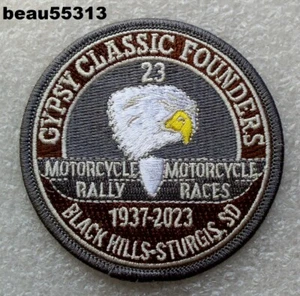 beau55313
GYPSY CLASSIC FOUNDERS
23
MOTORCYCLE MOTORCYCLE
RALLY RACES
1937-2023
BLACK HILLS-STURGIS, SD